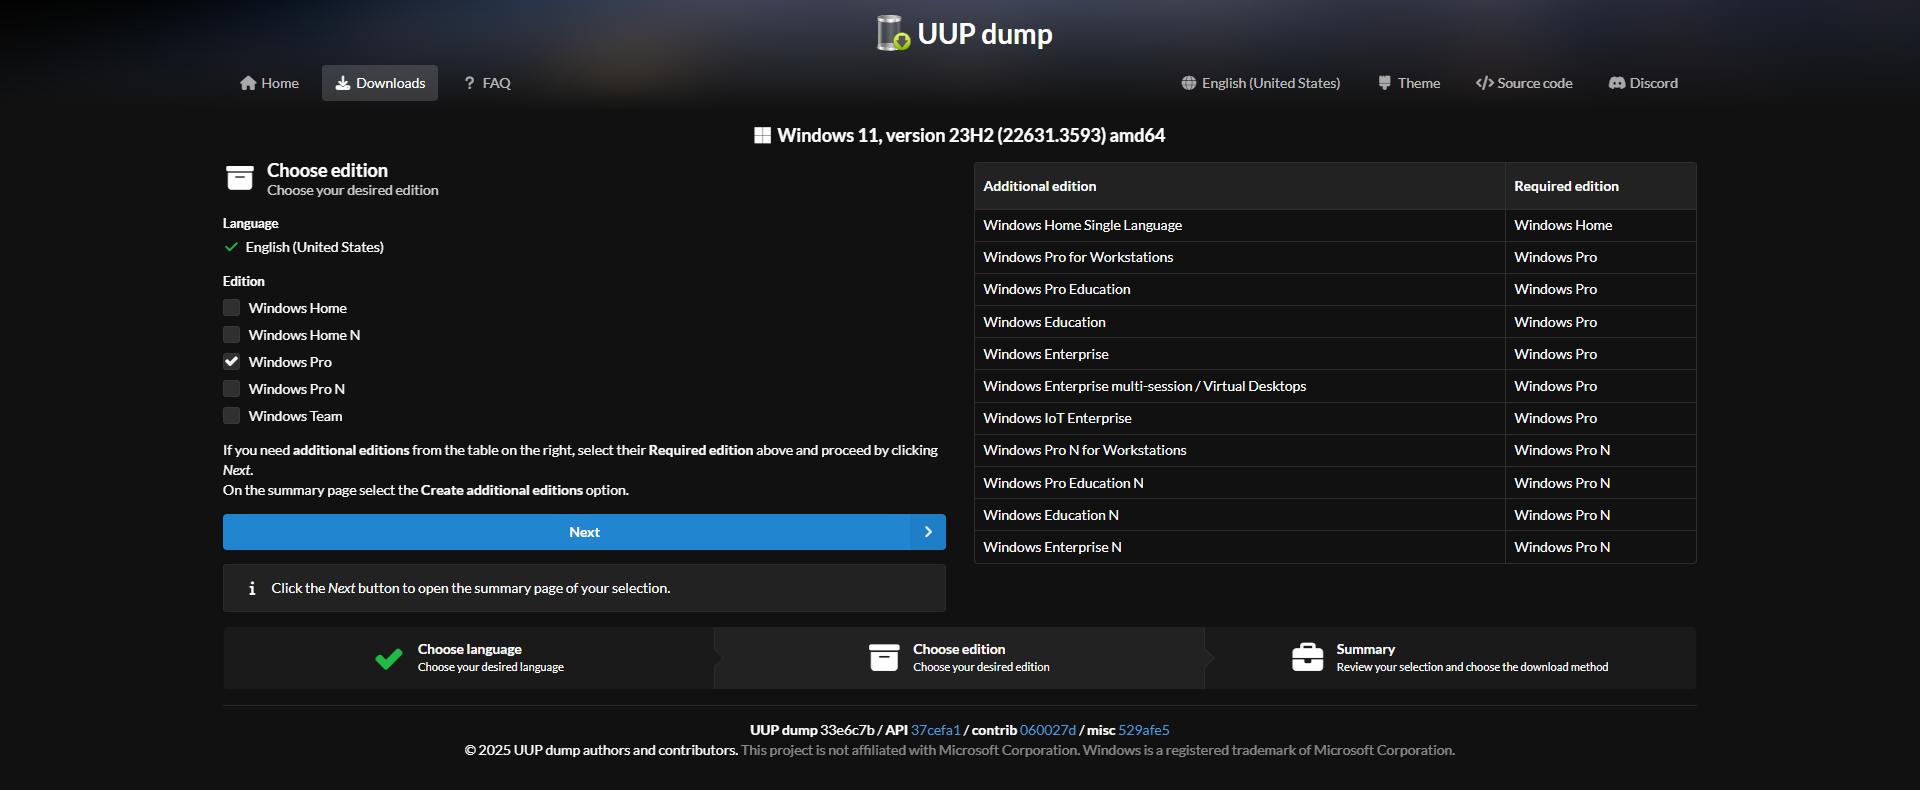 UUP dump
Home
Downloads
FAQ
English (United States)
Theme
Source code
Discord
Windows 11, version 23H2 (22631.3593) amd64
Choose edition
Choose your desired edition
Language
English (United States)
Edition
Windows Home
Windows Home N
Windows Pro
Windows Pro N
Windows Team
If you need additional editions from the table on the right, select their Required edition above and proceed by clicking
Next.
On the summary page select the Create additional editions option.
Next
Click the Next button to open the summary page of your selection.
Additional edition Required edition
Windows Home Single Language Windows Home
Windows Pro for Workstations Windows Pro
Windows Pro Education Windows Pro
Windows Education Windows Pro
Windows Enterprise Windows Pro
Windows Enterprise multi-session / Virtual Desktops Windows Pro
Windows IoT Enterprise Windows Pro
Windows Pro N for Workstations Windows Pro N
Windows Pro Education N Windows Pro N
Windows Education N Windows Pro N
Windows Enterprise N Windows Pro N
Choose language
Choose your desired language
Choose edition
Choose your desired edition
Summary
Review your selection and choose the download method
UUP dump 33e6c7b / API 37cefa1 / contrib 060027d / misc 529afe5
© 2025 UUP dump authors and contributors. This project is not affiliated with Microsoft Corporation. Windows is a registered trademark of Microsoft Corporation.